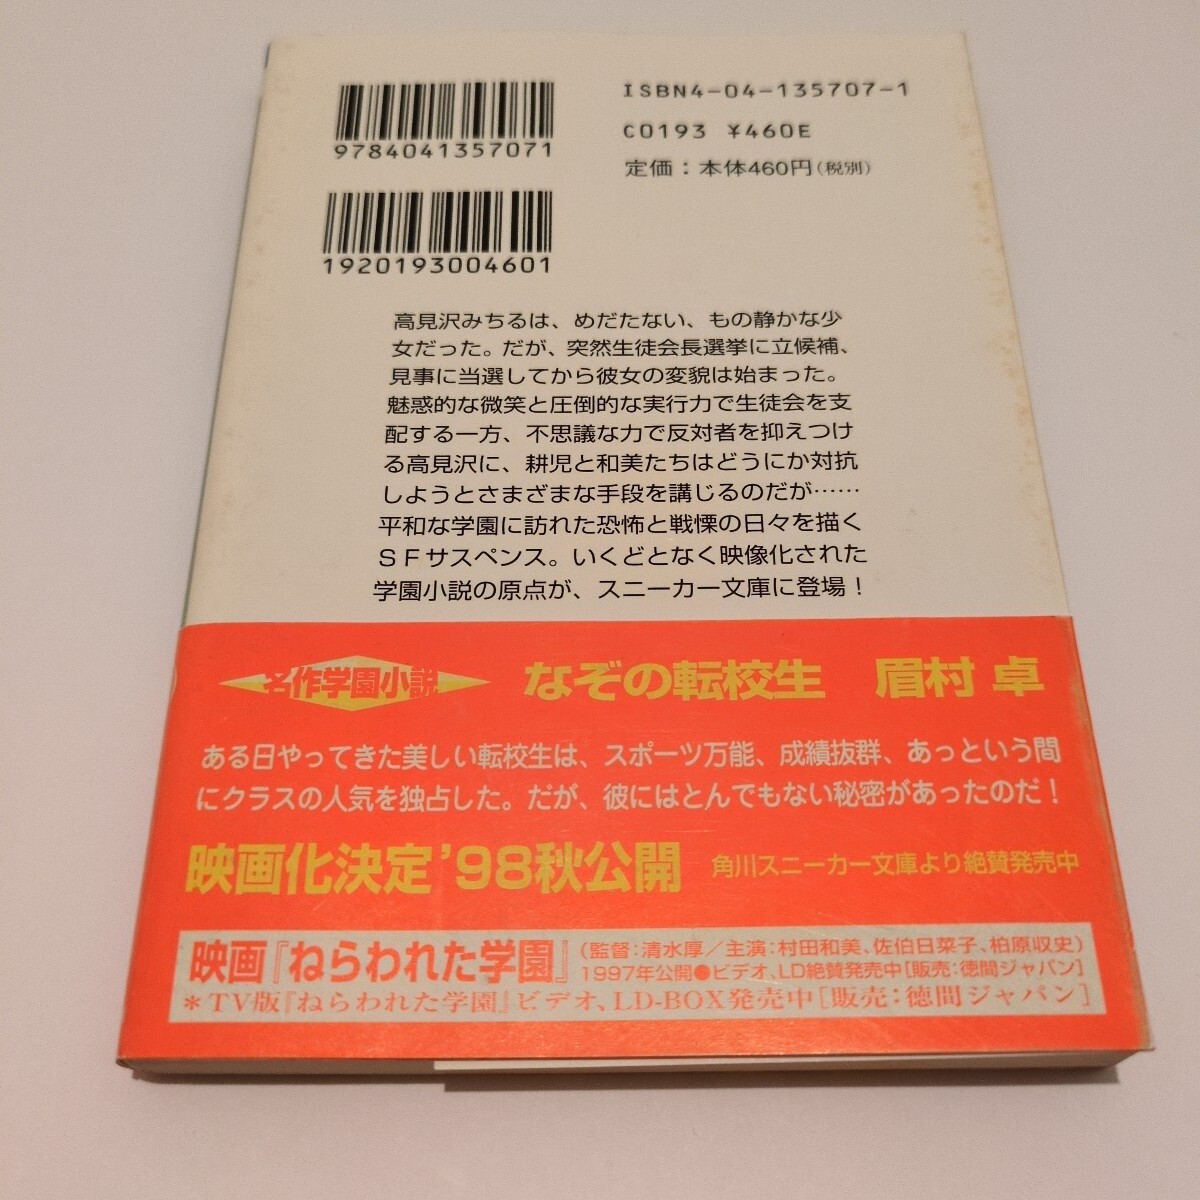 ISBN4-04-135707-1
C0193 ¥460E
定価：本体460円（税別）
9784041357071
1920193004601
高見沢みちるは、めだたない、もの静かな少
女だった。だが、突然生徒会長選挙に立候補、
見事に当選してから彼女の変貌は始まった。
魅惑的な微笑と圧倒的な実行力で生徒会を支
配する一方、不思議な力で反対者を抑えつけ
る高見沢に、耕児と和美たちはどうにか対抗
しようとさまざまな手段を講じるのだが……
平和な学園に訪れた恐怖と戦慄の日々を描く
ＳＦサスペンス。いくどとなく映像化された
学園小説の原点が、スニーカー文庫に登場！
名作学園小説 なぞの転校生 眉村 卓
ある日やってきた美しい転校生は、スポーツ万能、成績抜群、あっという間
にクラスの人気を独占した。だが、彼にはとんでもない秘密があったのだ！
映画化決定’98秋公開 角川スニーカー文庫より絶賛発売中
映画『ねらわれた学園』（監督：清水厚／主演：村田和美、佐伯日菜子、柏原収史）
1997年公開●ビデオ、LD絶賛発売中［販売：徳間ジャパン］
＊TV版『ねらわれた学園』ビデオ、LD-BOX発売中［販売：徳間ジャパン］